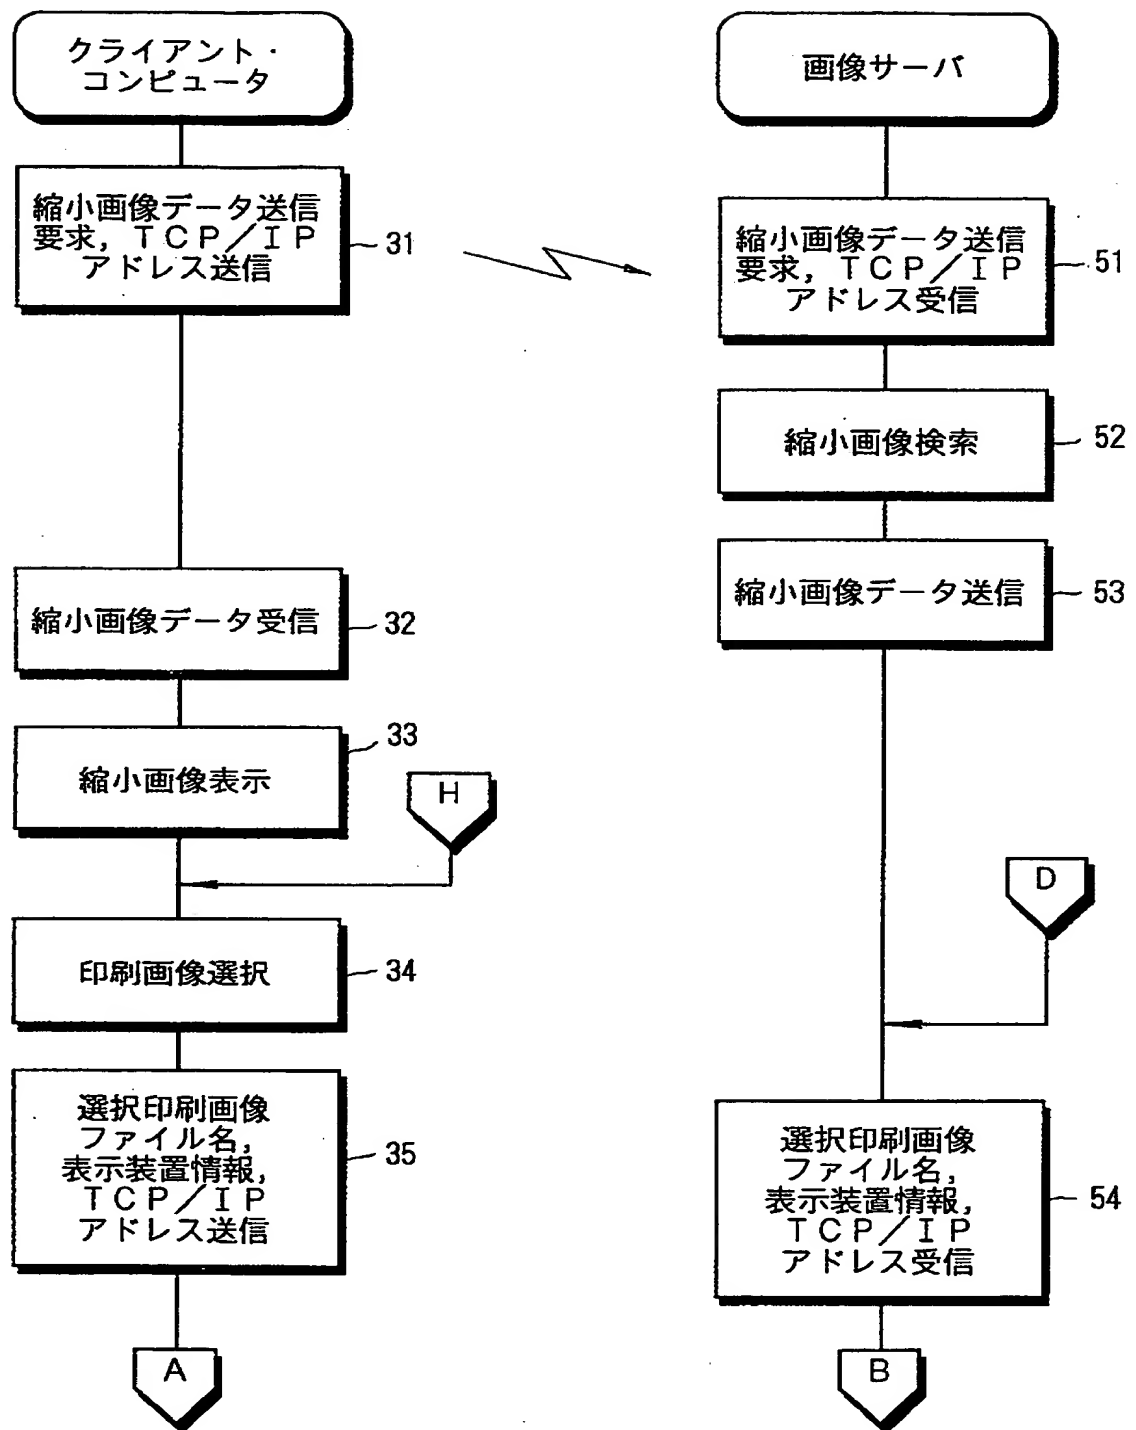 クライアント・
コンピュータ
縮小画像データ送信
要求，ＴＣＰ／ＩＰ
アドレス送信
31
縮小画像データ受信
32
縮小画像表示
33
H
印刷画像選択
34
選択印刷画像
ファイル名，
表示装置情報，
ＴＣＰ／ＩＰ
アドレス送信
35
A
画像サーバ
縮小画像データ送信
要求，ＴＣＰ／ＩＰ
アドレス受信
51
縮小画像検索
52
縮小画像データ送信
53
D
選択印刷画像
ファイル名，
表示装置情報，
ＴＣＰ／ＩＰ
アドレス受信
54
B